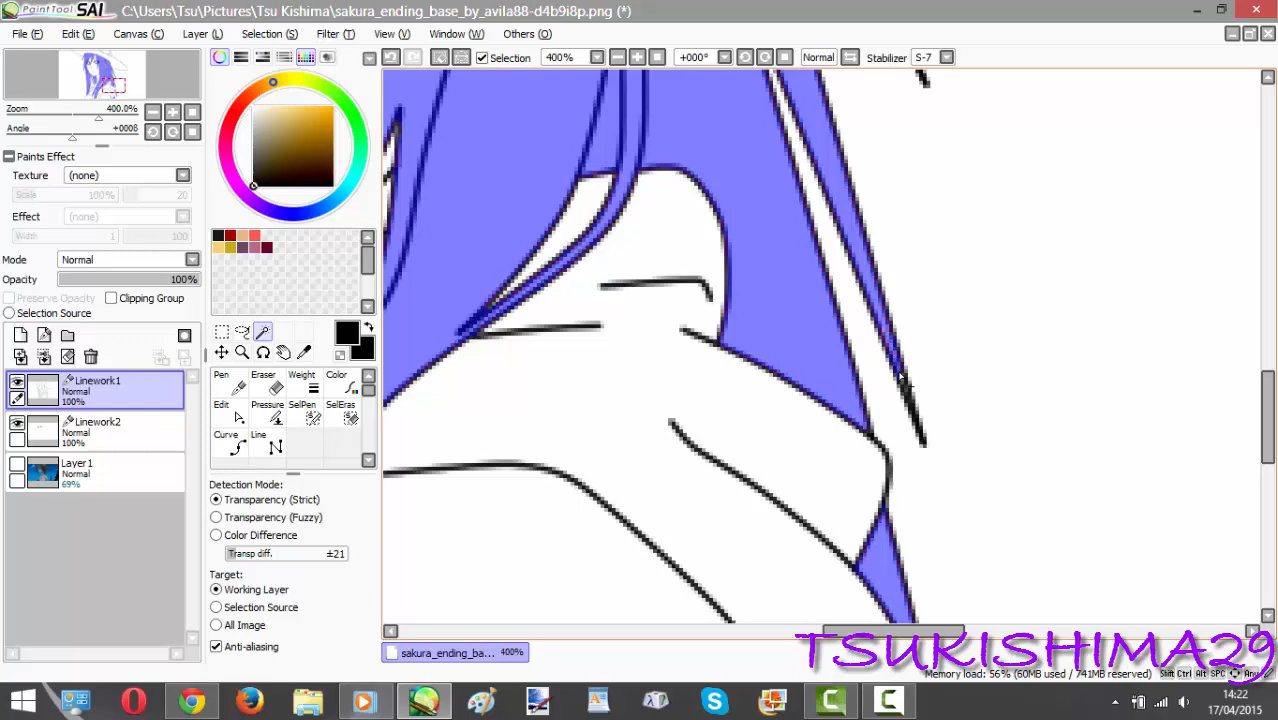 PaintTool SAI C:\Users\Tsu\Pictures\Tsu Kishima\sakura_ending_base_by_avila88-d4b9i8p.png (*)
File (F) Edit (E) Canvas (C) Layer (L) Selection (S) Filter (T) View (V) Window (W) Others (O)
Selection 400% +000° Normal Stabilizer S-7
Zoom 400.0%
Angle +000θ
Paints Effect
Texture (none)
Scale 100% 20
Effect (none)
Width 1 100
Mode Normal
Opacity 100%
Preserve Opacity Clipping Group
Selection Source
Linework1
Normal
100%
Linework2
Normal
100%
Layer1
Normal
69%
Pen Eraser Weight Color
Edit Pressure SelPen SelEras
Curve Line
Detection Mode:
Transparency (Strict)
Transparency (Fuzzy)
Color Difference
Transp diff. ±21
Target:
Working Layer
Selection Source
All Image
Anti-aliasing
sakura_ending_ba... 400%
TSUKISHIMA29
Memory load: 56% (60MB used / 741MB reserved) Shift Ctrl Alt SPC Any
14:22
17/04/2015